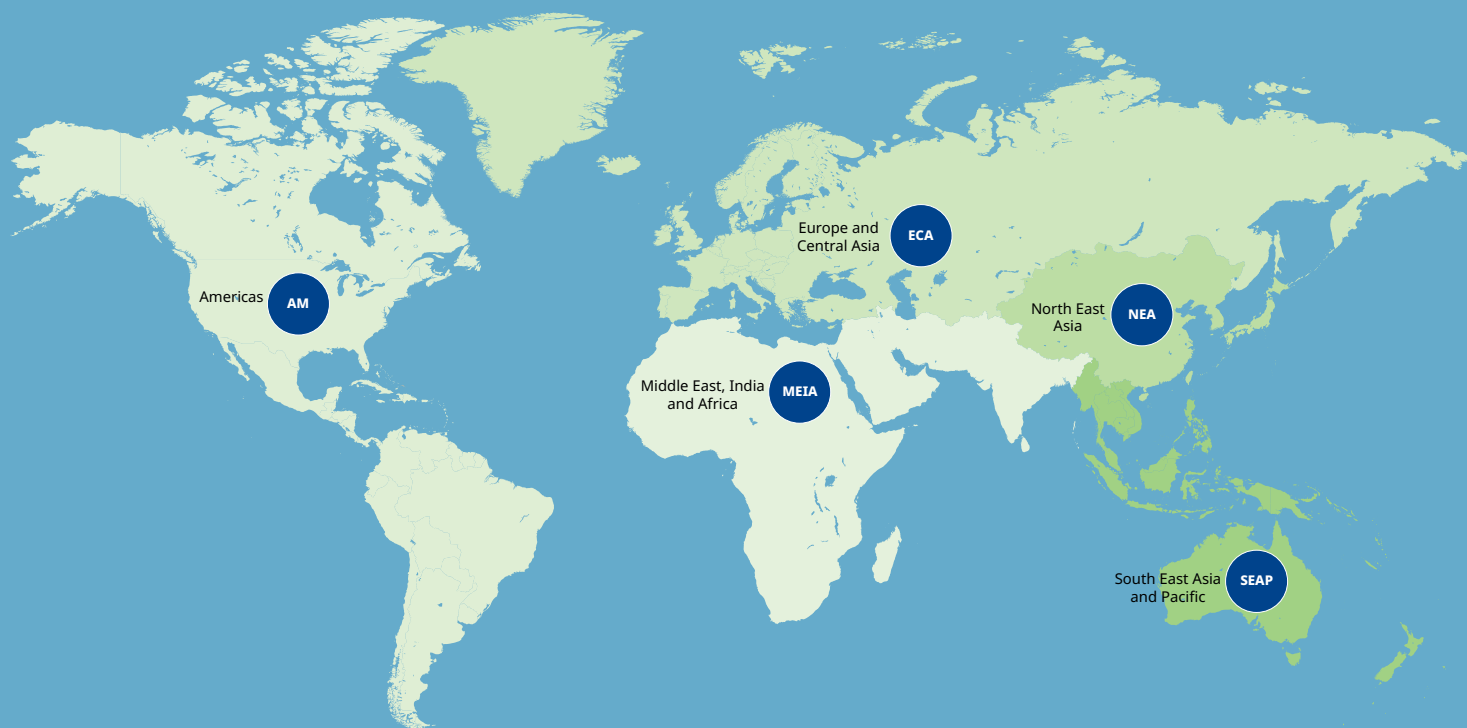 Europe and
Central Asia
ECA
Americas
AM
North East
Asia
NEA
Middle East, India
and Africa
MEIA
South East Asia
and Pacific
SEAP